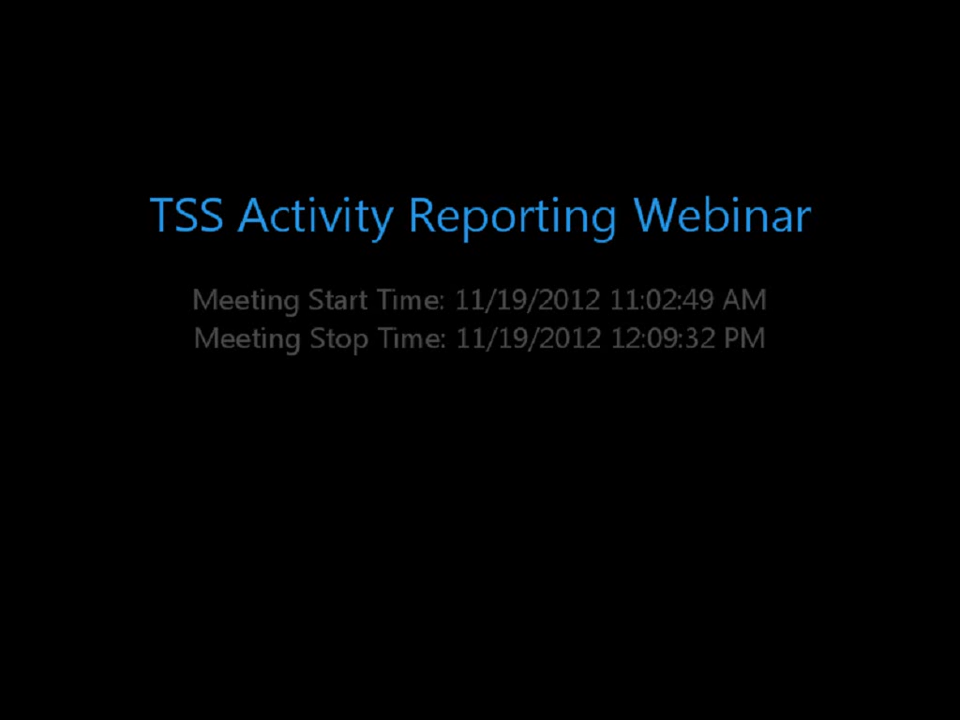 TSS Activity Reporting Webinar
Meeting Start Time: 11/19/2012 11:02:49 AM
Meeting Stop Time: 11/19/2012 12:09:32 PM